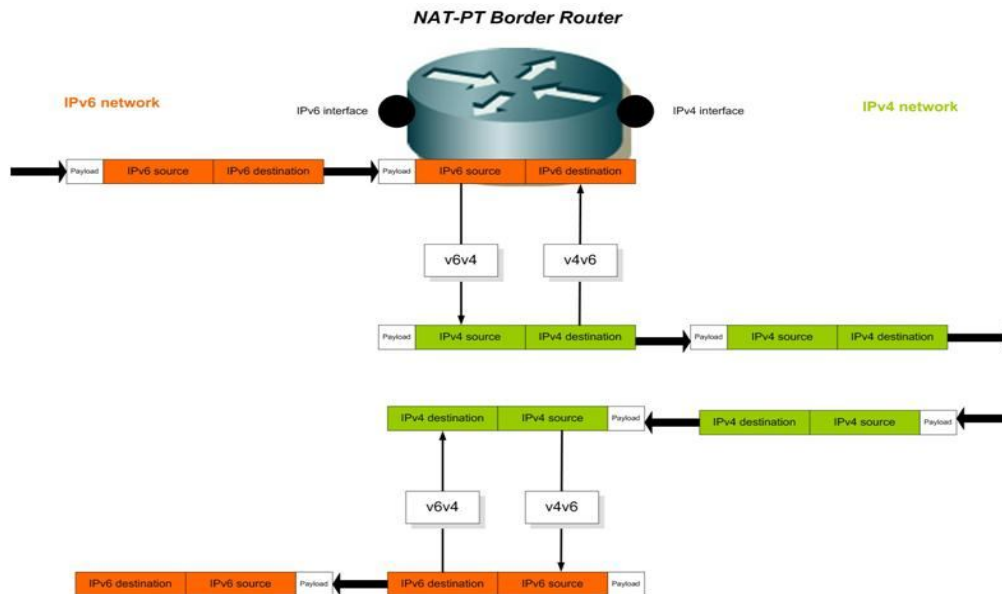 NAT-PT Border Router
IPv6 network
IPv6 interface
IPv4 interface
IPv4 network
Payload IPv6 source IPv6 destination
Payload IPv6 source IPv6 destination
v6v4
v4v6
Payload IPv4 source IPv4 destination
Payload IPv4 source IPv4 destination
IPv4 destination IPv4 source Payload
IPv4 destination IPv4 source Payload
v6v4
v4v6
IPv6 destination IPv6 source Payload
IPv6 destination IPv6 source Payload